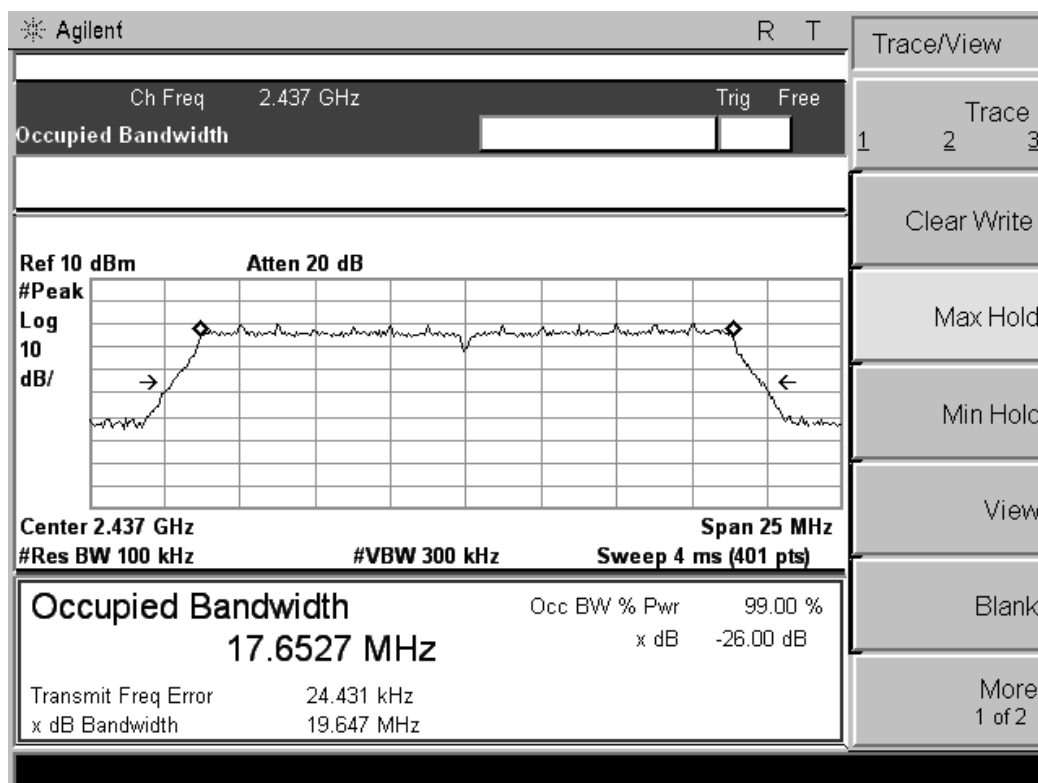 Agilent R T
Ch Freq 2.437 GHz Trig Free
Occupied Bandwidth
Ref 10 dBm Atten 20 dB
#Peak
Log
10
dB/
Center 2.437 GHz Span 25 MHz
#Res BW 100 kHz #VBW 300 kHz Sweep 4 ms (401 pts)
Occupied Bandwidth
17.6527 MHz
Occ BW % Pwr 99.00 %
x dB -26.00 dB
Transmit Freq Error 24.431 kHz
x dB Bandwidth 19.647 MHz
Trace/View
Trace
1 2 3
Clear Write
Max Hold
Min Hold
View
Blank
More
1 of 2